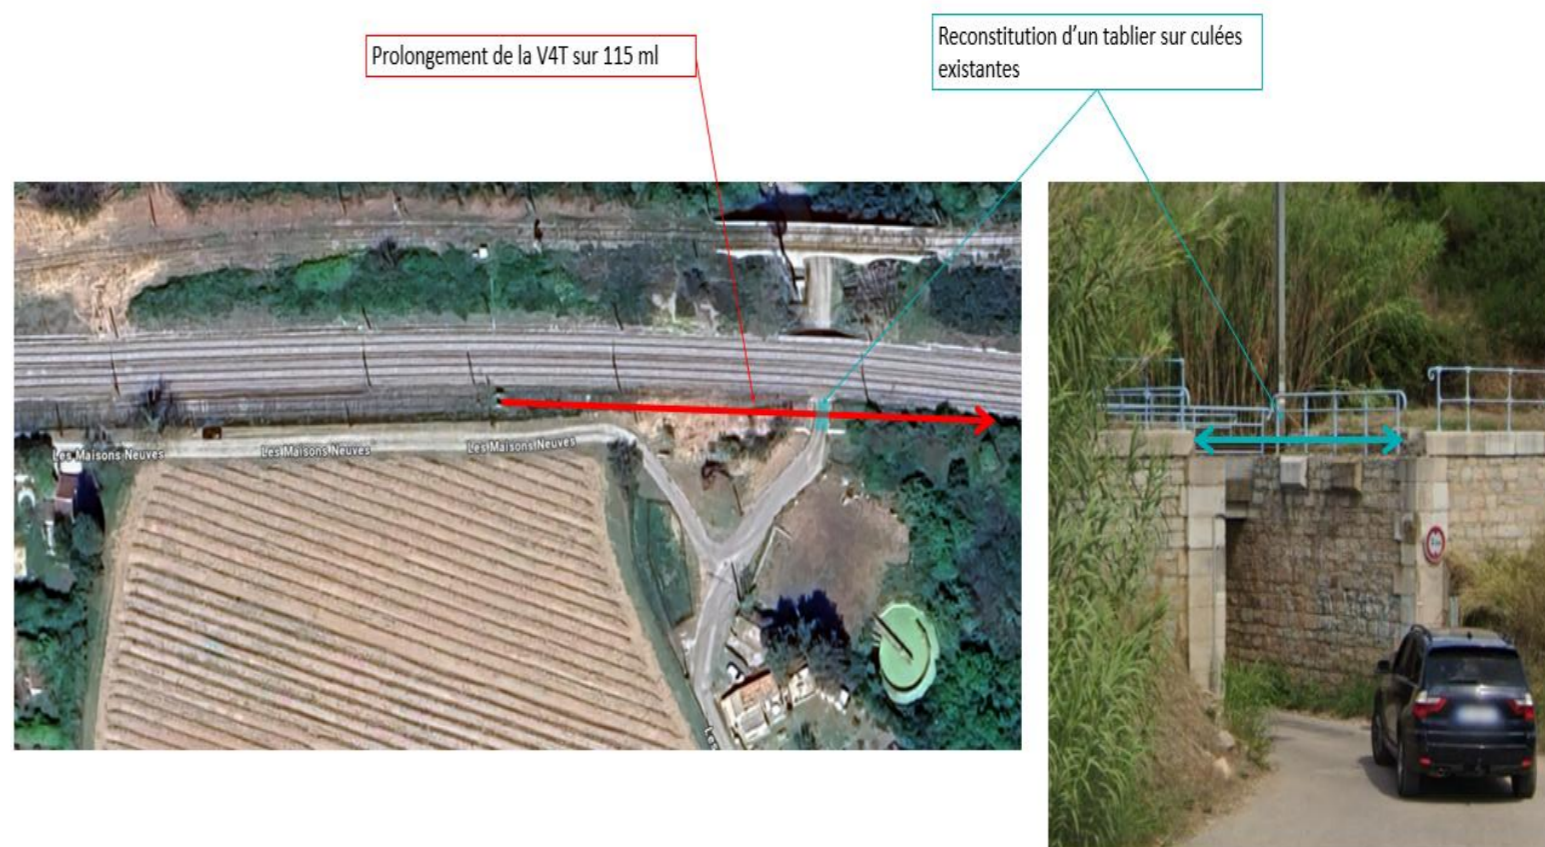 Prolongement de la V4T sur 115 ml
Reconstitution d’un tablier sur culées
existantes
Les Maisons Neuves
Les Maisons Neuves
Les Maisons Neuves
Les